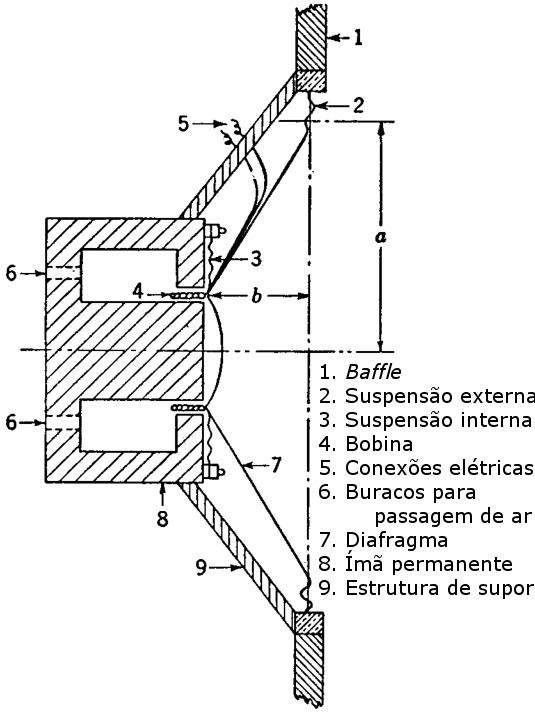 1
2
5
a
3
6
4
b
1. Baffle
2. Suspensão externa
3. Suspensão interna
4. Bobina
6
5. Conexões elétricas
7
6. Buracos para
passagem de ar
8
7. Diafragma
8. Ímã permanente
9
9. Estrutura de supor